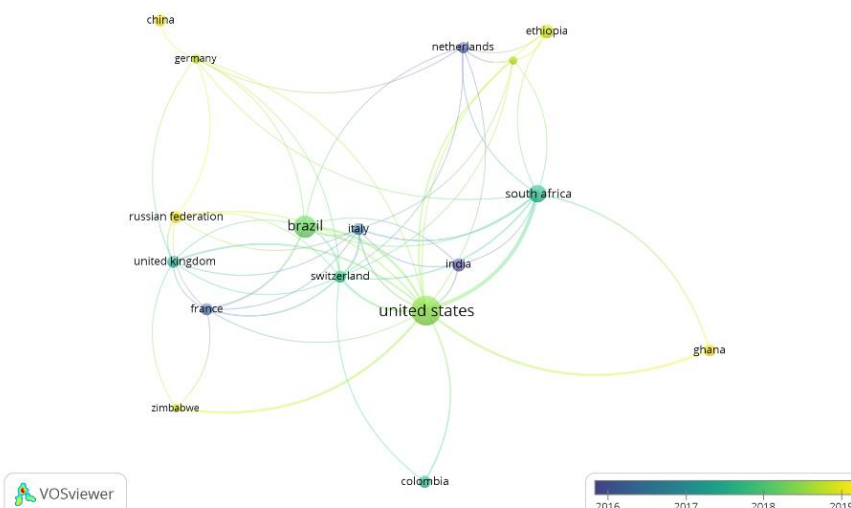 china
ethiopia
netherlands
germany
south africa
russian federation
brazil
italy
united kingdom
india
switzerland
france
united states
ghana
zimbabwe
colombia
VOSviewer
2016 2017 2018 2019